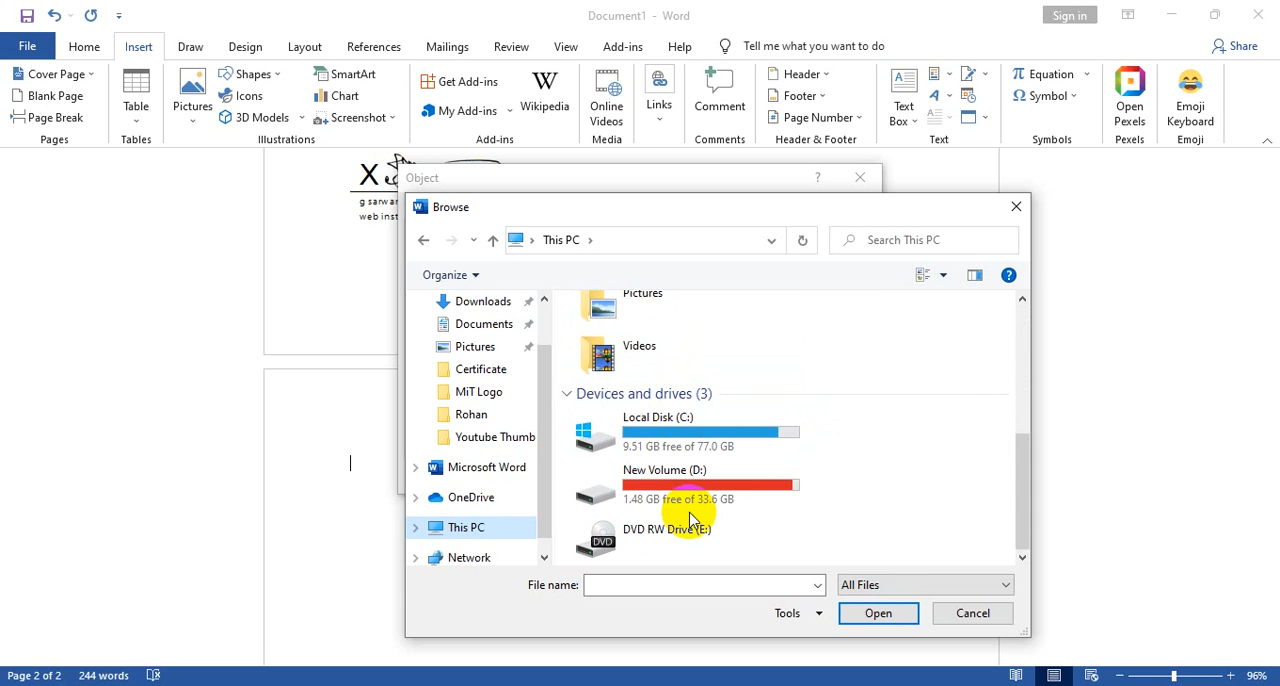 Document1 - Word
Sign in
File Home Insert Draw Design Layout References Mailings Review View Add-ins Help Tell me what you want to do Share
Cover Page
Blank Page
Page Break
Pages
Table
Tables
Pictures
Shapes
Icons
3D Models
SmartArt
Chart
Screenshot
Illustrations
Get Add-ins
My Add-ins
Wikipedia
Add-ins
Online
Videos
Media
Links
Comment
Comments
Header
Footer
Page Number
Header & Footer
Text
Box
Text
Equation
Symbol
Symbols
Open
Pexels
Pexels
Emoji
Keyboard
Emoji
X
g sarwa
web inst
Object
?
Browse
This PC
Search This PC
Organize
Downloads
Documents
Pictures
Certificate
MiT Logo
Rohan
Youtube Thumb
Microsoft Word
OneDrive
This PC
Network
Pictures
Videos
Devices and drives (3)
Local Disk (C:)
9.51 GB free of 77.0 GB
New Volume (D:)
1.48 GB free of 33.6 GB
DVD
DVD RW Drive (E:)
File name:
All Files
Tools
Open
Cancel
Page 2 of 2 244 words
96%